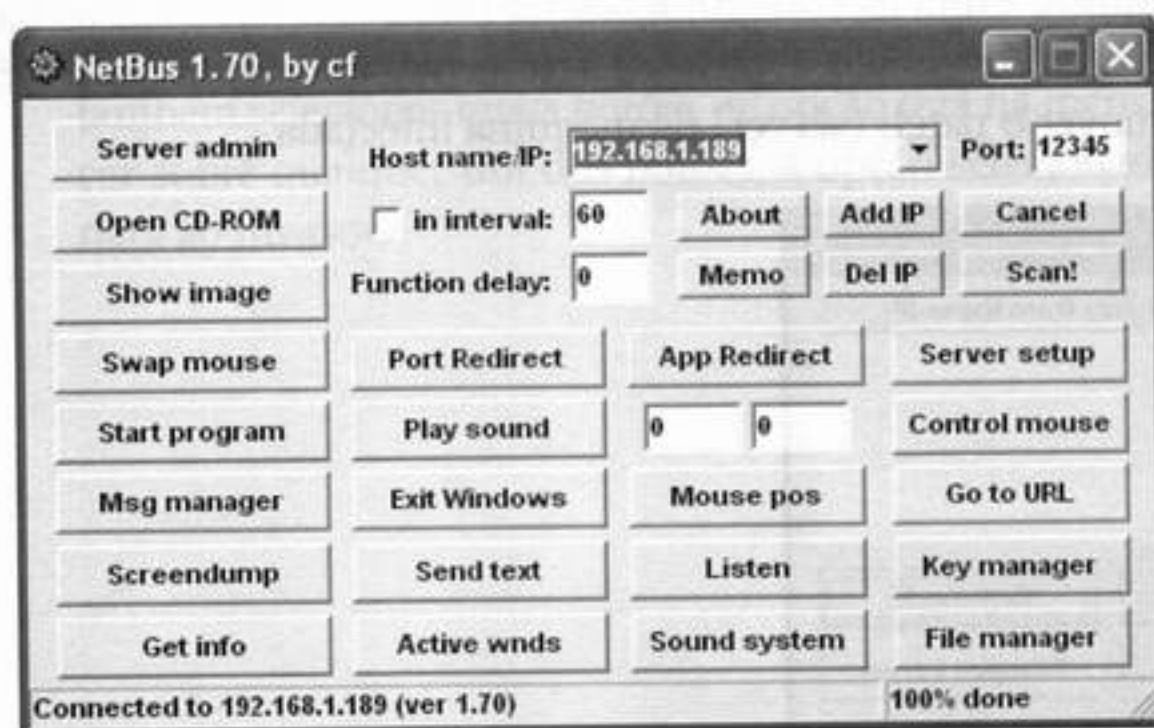 NetBus 1.70, by cf
Server admin
Host name/IP: 192.168.1.189 Port: 12345
Open CD-ROM
in interval: 60 About Add IP Cancel
Show image
Function delay: 0 Memo Del IP Scan!
Swap mouse Port Redirect App Redirect Server setup
Start program Play sound 0 0 Control mouse
Msg manager Exit Windows Mouse pos Go to URL
Screendump Send text Listen Key manager
Get info Active wnds Sound system File manager
Connected to 192.168.1.189 (ver 1.70) 100% done